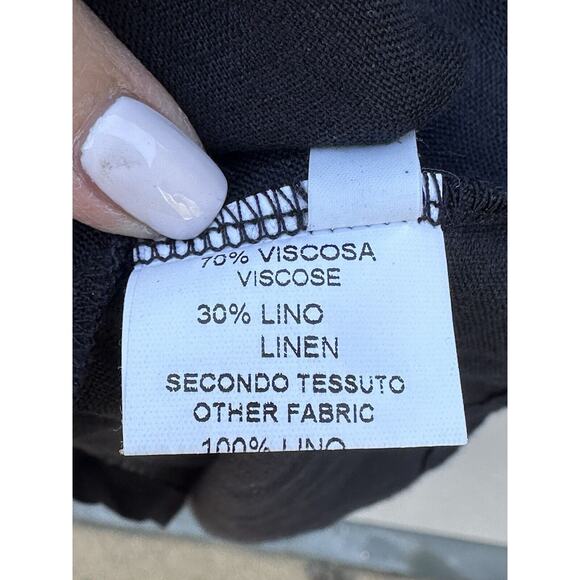 70% VISCOSA
VISCOSE
30% LINO
LINEN
SECONDO TESSUTO
OTHER FABRIC
100% LINO